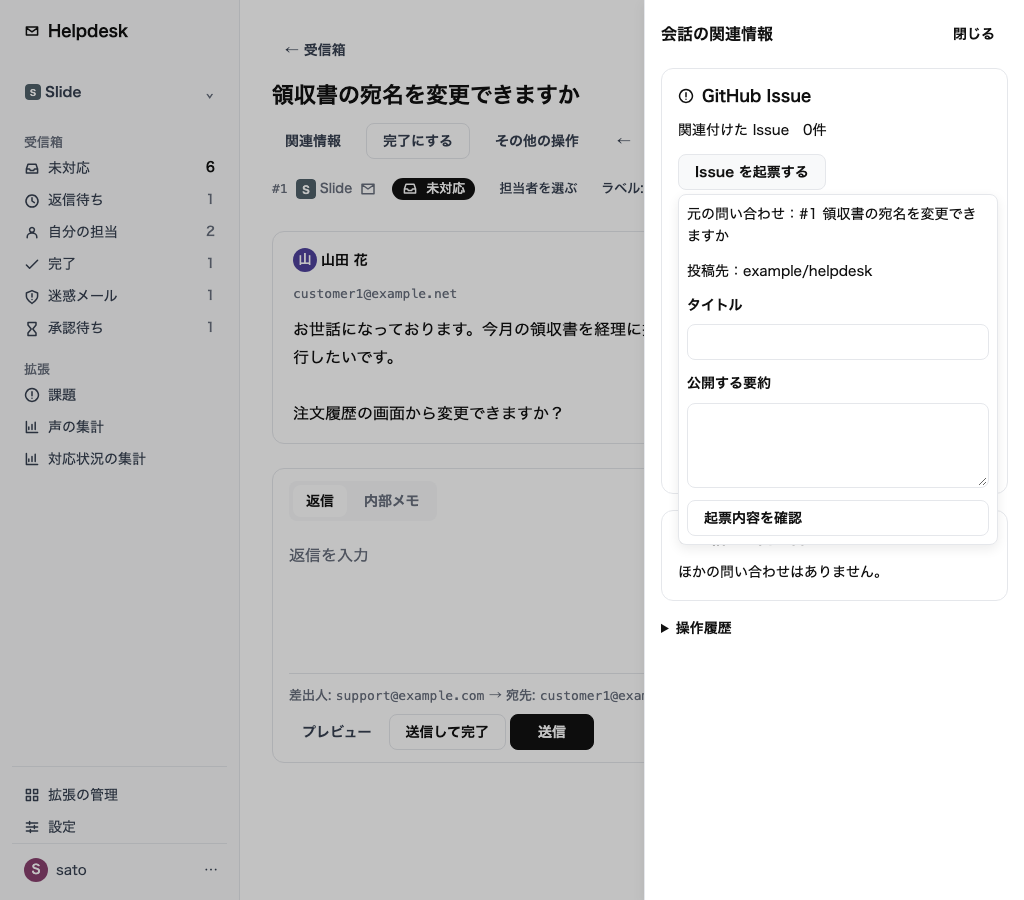 Helpdesk
S Slide
受信箱
未対応 6
返信待ち 1
自分の担当 2
完了 1
迷惑メール 1
承認待ち 1
拡張
課題
声の集計
対応状況の集計
拡張の管理
設定
S sato ...
← 受信箱
領収書の宛名を変更できますか
関連情報 完了にする その他の操作 ←
#1 S Slide 未対応 担当者を選ぶ ラベル:
山 山田 花
customer1@example.net
お世話になっております。今月の領収書を経理に
行したいです。
注文履歴の画面から変更できますか？
返信 内部メモ
返信を入力
差出人: support@example.com → 宛先: customer1@exam
プレビュー 送信して完了 送信
会話の関連情報 閉じる
GitHub Issue
関連付けた Issue 0件
Issue を起票する
元の問い合わせ：#1 領収書の宛名を変更でき
ますか
投稿先：example/helpdesk
タイトル
公開する要約
起票内容を確認
ほかの問い合わせはありません。
▶ 操作履歴